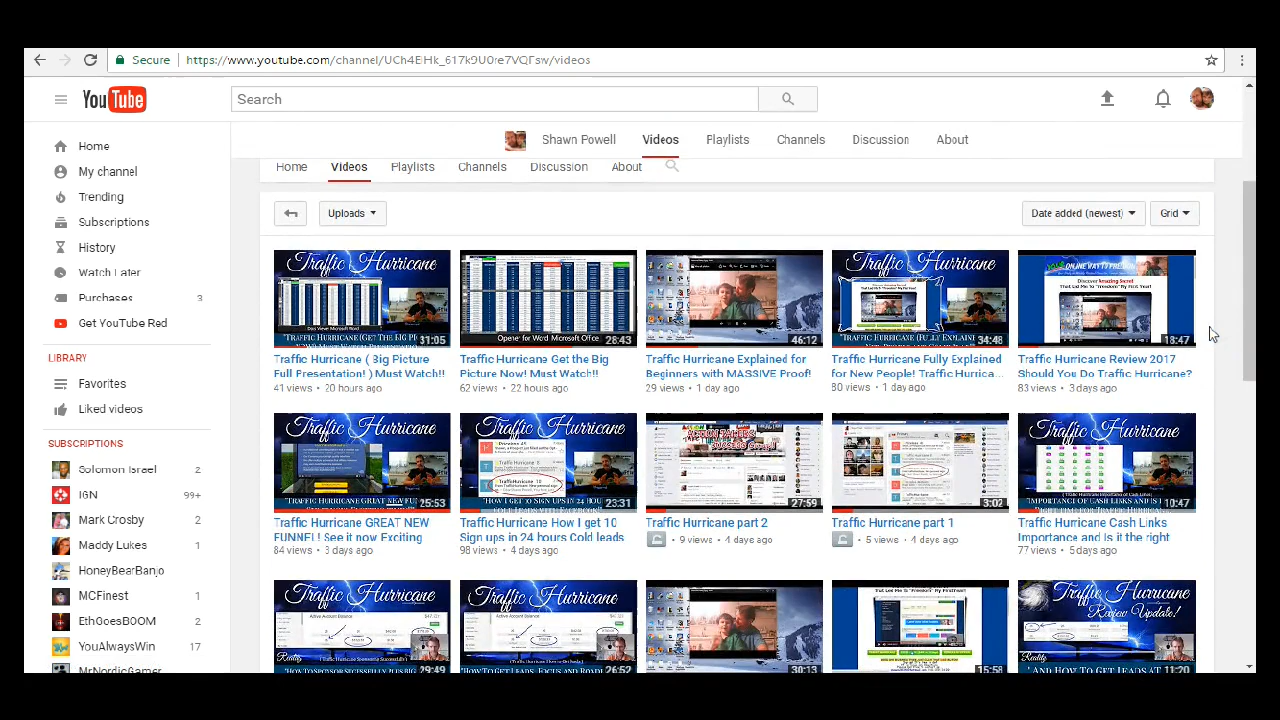 Secure https://www.youtube.com/channel/UCh4EiHk_617k9U0re7VQFsw/videos
YouTube
Search
Shawn Powell Videos Playlists Channels Discussion About
Home Videos Playlists Channels Discussion About
Uploads
Date added (newest) Grid
Home
My channel
Trending
Subscriptions
History
Watch Later
Purchases 3
Get YouTube Red
LIBRARY
Favorites
Liked videos
SUBSCRIPTIONS
Solomon Israel 2
IGN 99+
Mark Crosby 2
Maddy Lukes 1
HoneyBearBanjo
MCFinest 1
EthGoesBOOM 2
YouAlwaysWin 17
MrNordicGamer
Traffic Hurricane
31:05
Traffic Hurricane ( Big Picture
Full Presentation! ) Must Watch!!
41 views • 20 hours ago
28:43
Traffic Hurricane Get the Big
Picture Now! Must Watch!!
62 views • 22 hours ago
46:12
Traffic Hurricane Explained for
Beginners with MASSIVE Proof!
29 views • 1 day ago
Traffic Hurricane
34:48
Traffic Hurricane Fully Explained
for New People! Traffic Hurrica...
80 views • 1 day ago
18:47
Traffic Hurricane Review 2017
Should You Do Traffic Hurricane?
83 views • 3 days ago
Traffic Hurricane
25:53
Traffic Hurricane GREAT NEW
FUNNEL! See it now Exciting
84 views • 3 days ago
Traffic Hurricane
23:31
Traffic Hurricane How I get 10
Sign ups in 24 hours Cold leads
98 views • 4 days ago
27:59
Traffic Hurricane part 2
9 views • 4 days ago
3:02
Traffic Hurricane part 1
5 views • 4 days ago
Traffic Hurricane
10:47
Traffic Hurricane Cash Links
Importance and Is it the right
77 views • 5 days ago
Traffic Hurricane
Traffic Hurricane
26:52
30:13
15:58
Traffic Hurricane
Review Update!
AND HOW TO GET LEADS AT
11:20